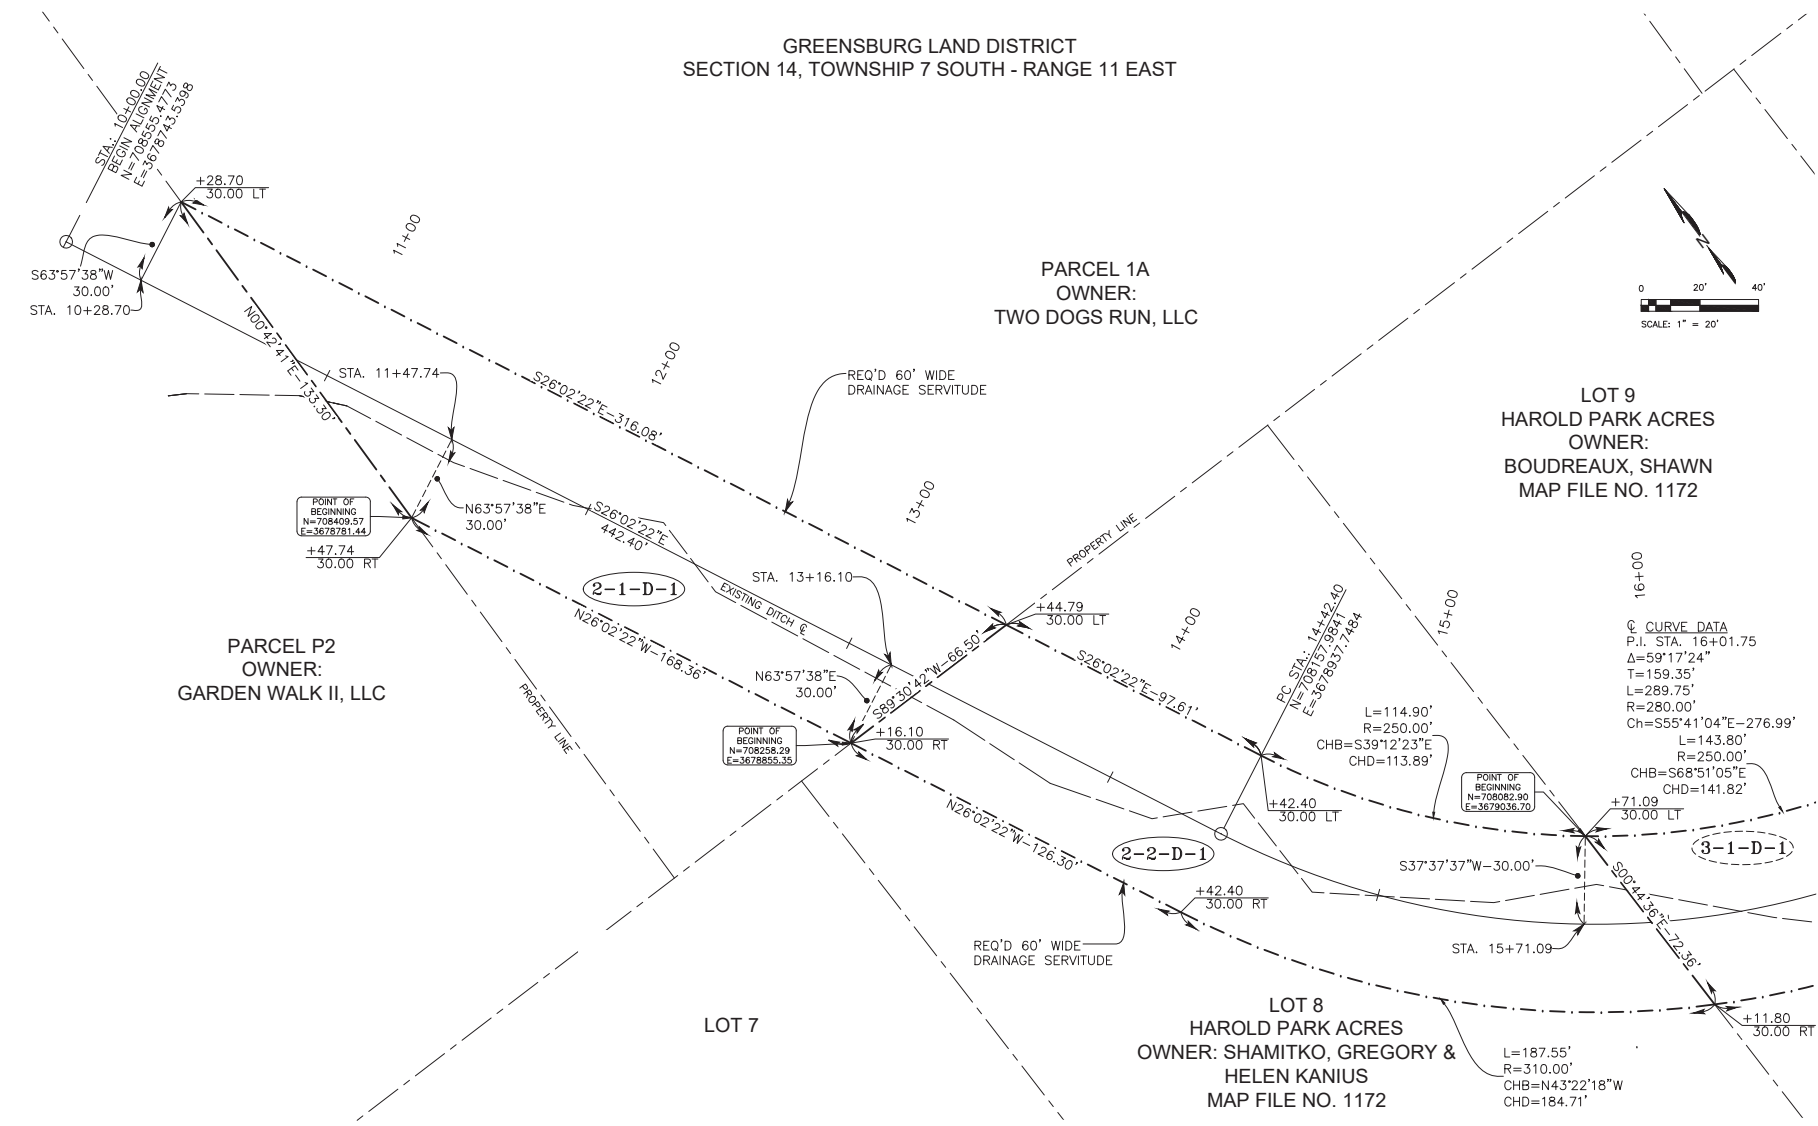 GREENSBURG LAND DISTRICT
SECTION 14, TOWNSHIP 7 SOUTH - RANGE 11 EAST
STA.: 10+00.00
BEGIN ALIGNMENT
N=708555.4773
E=3678743.5398
+28.70
30.00 LT
S63°57'38"W
30.00'
STA. 10+28.70
11+00
12+00
13+00
14+00
15+00
16+00
N00°42'41"E-133.30'
STA. 11+47.74
S26°02'22"E-316.08'
REQ'D 60' WIDE
DRAINAGE SERVITUDE
PARCEL 1A
OWNER:
TWO DOGS RUN, LLC
N
0 20' 40'
SCALE: 1" = 20'
LOT 9
HAROLD PARK ACRES
OWNER:
BOUDREAUX, SHAWN
MAP FILE NO. 1172
POINT OF
BEGINNING
N=708409.57
E=3678781.44
+47.74
30.00 RT
N63°57'38"E
30.00'
S26°02'22"E
442.40'
2-1-D-1
EXISTING DITCH ℄
STA. 13+16.10
PROPERTY LINE
+44.79
30.00 LT
N26°02'22"W-168.36'
N63°57'38"E
30.00'
S89°30'42"W-66.50'
S26°02'22"E-97.61'
PC STA.: 14+42.40
N=708157.9841
E=3678937.7484
PARCEL P2
OWNER:
GARDEN WALK II, LLC
PROPERTY LINE
POINT OF
BEGINNING
N=708258.29
E=3678855.35
+16.10
30.00 RT
L=114.90'
R=250.00'
CHB=S39°12'23"E
CHD=113.89'
℄ CURVE DATA
P.I. STA. 16+01.75
Δ=59°17'24"
T=159.35'
L=289.75'
R=280.00'
Ch=S55°41'04"E-276.99'
L=143.80'
R=250.00'
CHB=S68°51'05"E
CHD=141.82'
POINT OF
BEGINNING
N=708082.90
E=3679036.70
+71.09
30.00 LT
+42.40
30.00 LT
N26°02'22"W-126.30'
2-2-D-1
3-1-D-1
S37°37'37"W-30.00'
S00°44'36"E-72.36'
+42.40
30.00 RT
STA. 15+71.09
REQ'D 60' WIDE
DRAINAGE SERVITUDE
LOT 7
LOT 8
HAROLD PARK ACRES
OWNER: SHAMITKO, GREGORY &
HELEN KANIUS
MAP FILE NO. 1172
L=187.55'
R=310.00'
CHB=N43°22'18"W
CHD=184.71'
+11.80
30.00 RT